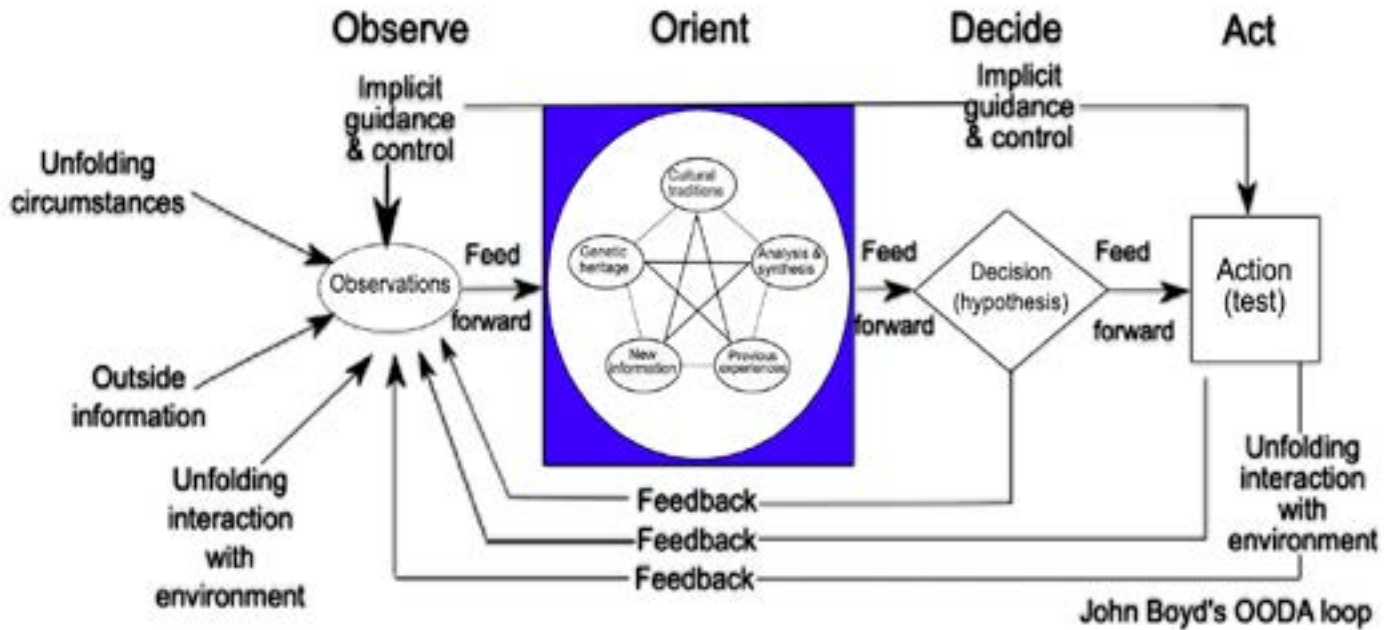 Observe
Orient
Decide
Act
Implicit
guidance
& control
Implicit
guidance
& control
Unfolding
circumstances
Outside
information
Unfolding
interaction
with
environment
Observations
Feed
forward
Cultural
traditions
Genetic
heritage
Analysis &
synthesis
New
information
Previous
experiences
Feed
forward
Decision
(hypothesis)
Feed
forward
Action
(test)
Unfolding
interaction
with
environment
Feedback
Feedback
Feedback
John Boyd's OODA loop